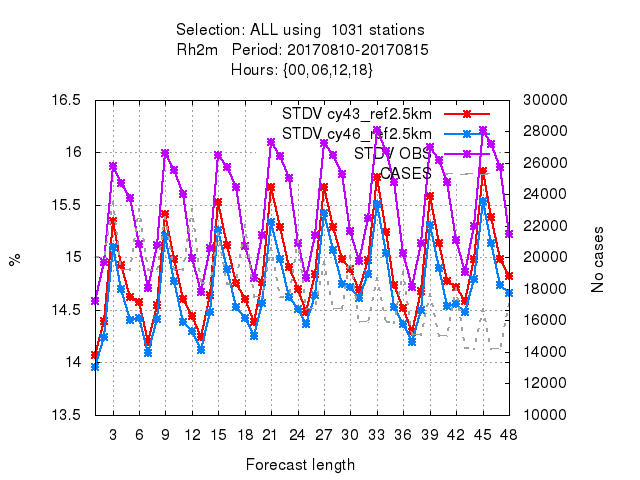 Selection: ALL using 1031 stations
Rh2m Period: 20170810-20170815
Hours: {00,06,12,18}
STDV cy43_ref2.5km
STDV cy46_ref2.5km
STDV OBS
CASES
16.5
16
15.5
15
14.5
14
13.5
%
30000
28000
26000
24000
22000
20000
18000
16000
14000
12000
10000
No cases
3 6 9 12 15 18 21 24 27 30 33 36 39 42 45 48
Forecast length